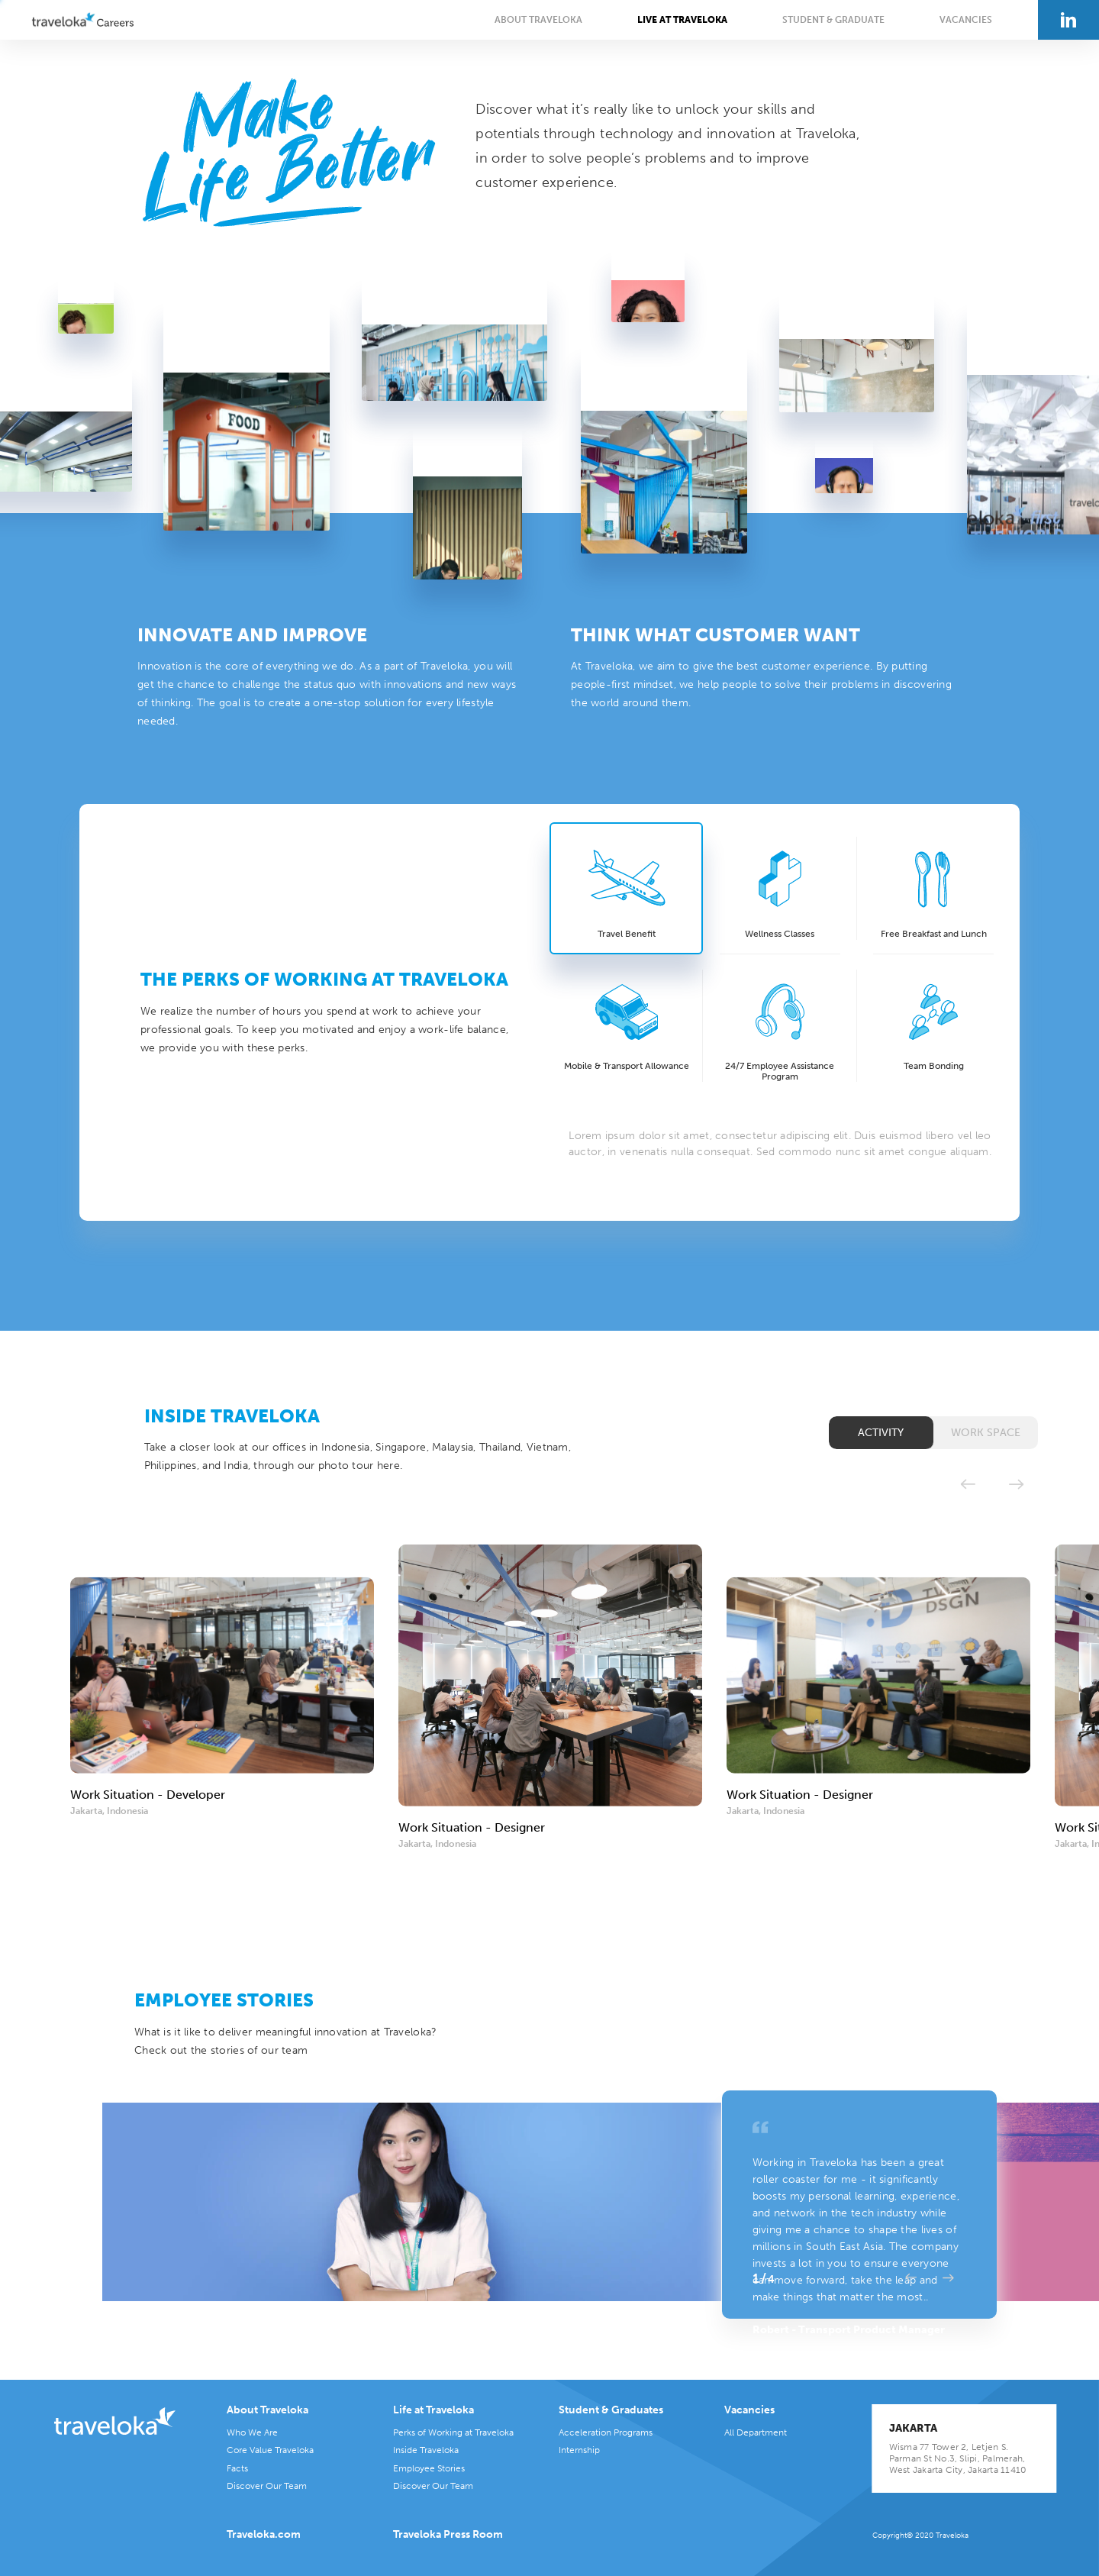 traveloka Careers
ABOUT TRAVELOKA
LIVE AT TRAVELOKA
STUDENT & GRADUATE
VACANCIES
in
Make
Life Better
Discover what it's really like to unlock your skills and
potentials through technology and innovation at Traveloka,
in order to solve people's problems and to improve
customer experience.
FOOD
INNOVATE AND IMPROVE
Innovation is the core of everything we do. As a part of Traveloka, you will
get the chance to challenge the status quo with innovations and new ways
of thinking. The goal is to create a one-stop solution for every lifestyle
needed.
THINK WHAT CUSTOMER WANT
At Traveloka, we aim to give the best customer experience. By putting
people-first mindset, we help people to solve their problems in discovering
the world around them.
THE PERKS OF WORKING AT TRAVELOKA
We realize the number of hours you spend at work to achieve your
professional goals. To keep you motivated and enjoy a work-life balance,
we provide you with these perks.
Travel Benefit
Wellness Classes
Free Breakfast and Lunch
Mobile & Transport Allowance
24/7 Employee Assistance
Program
Team Bonding
Lorem ipsum dolor sit amet, consectetur adipiscing elit. Duis euismod libero vel leo
auctor, in venenatis nulla consequat. Sed commodo nunc sit amet congue aliquam.
INSIDE TRAVELOKA
Take a closer look at our offices in Indonesia, Singapore, Malaysia, Thailand, Vietnam,
Philippines, and India, through our photo tour here.
ACTIVITY
WORK SPACE
DSGN
Work Situation - Developer
Jakarta, Indonesia
Work Situation - Designer
Jakarta, Indonesia
Work Situation - Designer
Jakarta, Indonesia
Work Sit
Jakarta, In
EMPLOYEE STORIES
What is it like to deliver meaningful innovation at Traveloka?
Check out the stories of our team
Working in Traveloka has been a great
roller coaster for me - it significantly
boosts my personal learning, experience,
and network in the tech industry while
giving me a chance to shape the lives of
millions in South East Asia. The company
invests a lot in you to ensure everyone
can move forward, take the leap and
make things that matter the most..
1 / 4
Robert - Transport Product Manager
traveloka
About Traveloka
Who We Are
Core Value Traveloka
Facts
Discover Our Team
Life at Traveloka
Perks of Working at Traveloka
Inside Traveloka
Employee Stories
Discover Our Team
Student & Graduates
Acceleration Programs
Internship
Vacancies
All Department
JAKARTA
Wisma 77 Tower 2, Letjen S.
Parman St No.3, Slipi, Palmerah,
West Jakarta City, Jakarta 11410
Traveloka.com
Traveloka Press Room
Copyright© 2020 Traveloka